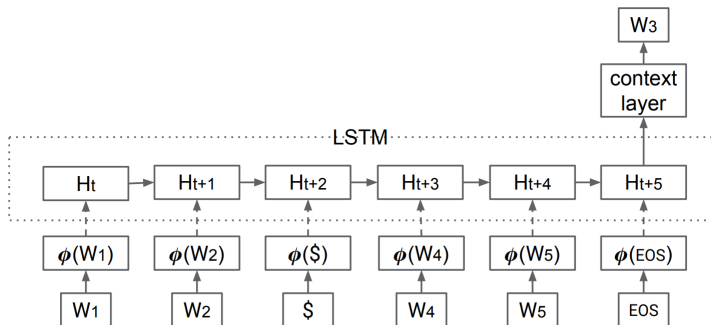 W3
context
layer
LSTM
Ht Ht+1 Ht+2 Ht+3 Ht+4 Ht+5
ϕ(W1) ϕ(W2) ϕ($) ϕ(W4) ϕ(W5) ϕ(EOS)
W1 W2 $ W4 W5 EOS